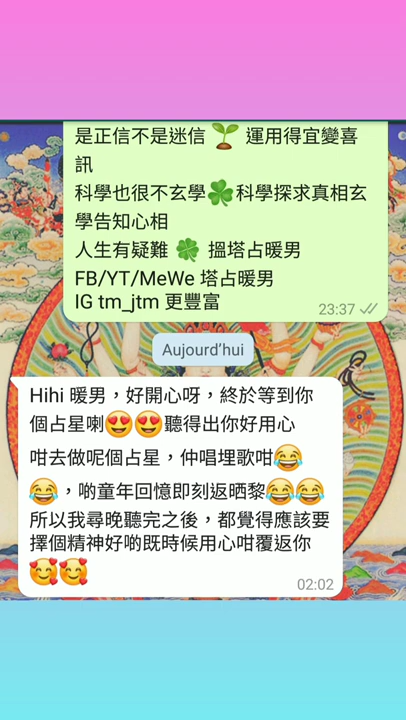 是正信不是迷信🌱 運用得宜變喜
訊
科學也很不玄學🍀科學探求真相玄
學告知心相
人生有疑難 🍀 搵塔占暖男
FB/YT/MeWe 塔占暖男
IG tm_jtm 更豐富
23:37
Aujourd’hui
Hihi 暖男，好開心呀，終於等到你
個占星喇😍😍聽得出你好用心
咁去做呢個占星，仲唱埋歌咁😂
😂，啲童年回憶即刻返晒黎😂😂
所以我尋晚聽完之後，都覺得應該要
擇個精神好啲既時候用心咁覆返你
🥰🥰
02:02